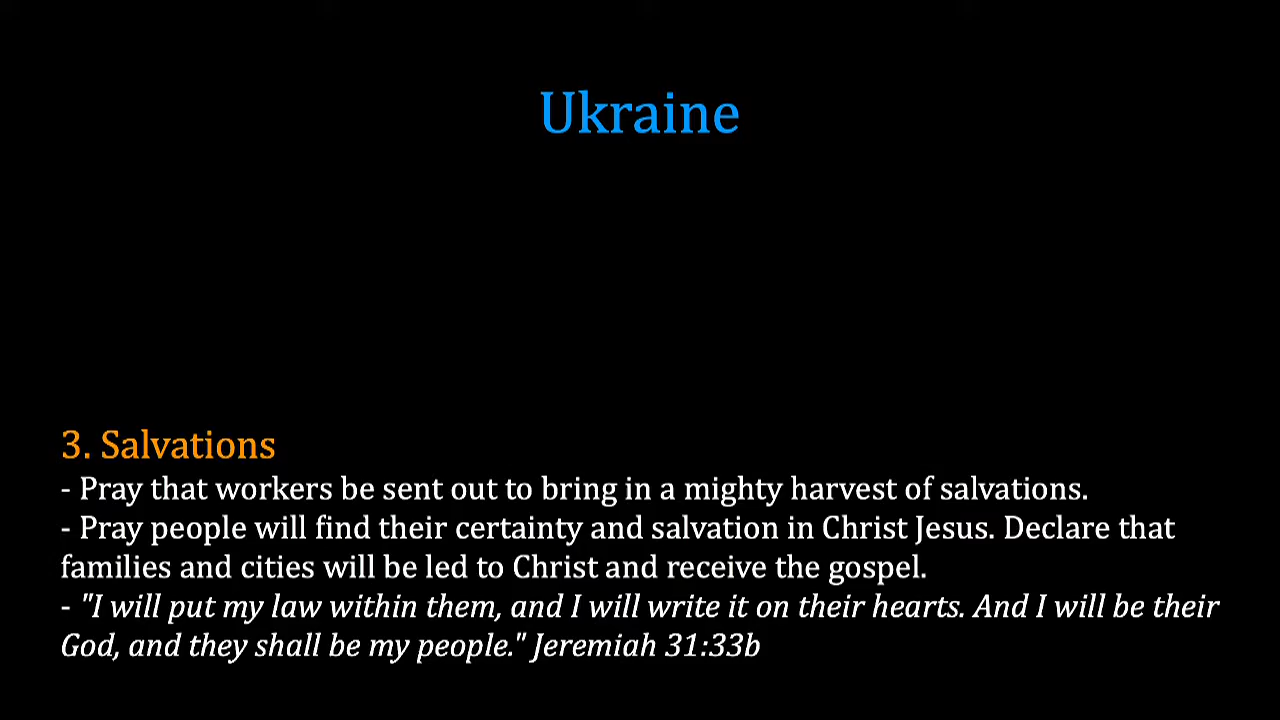 Ukraine
3. Salvations
- Pray that workers be sent out to bring in a mighty harvest of salvations.
- Pray people will find their certainty and salvation in Christ Jesus. Declare that
families and cities will be led to Christ and receive the gospel.
- "I will put my law within them, and I will write it on their hearts. And I will be their
God, and they shall be my people." Jeremiah 31:33b